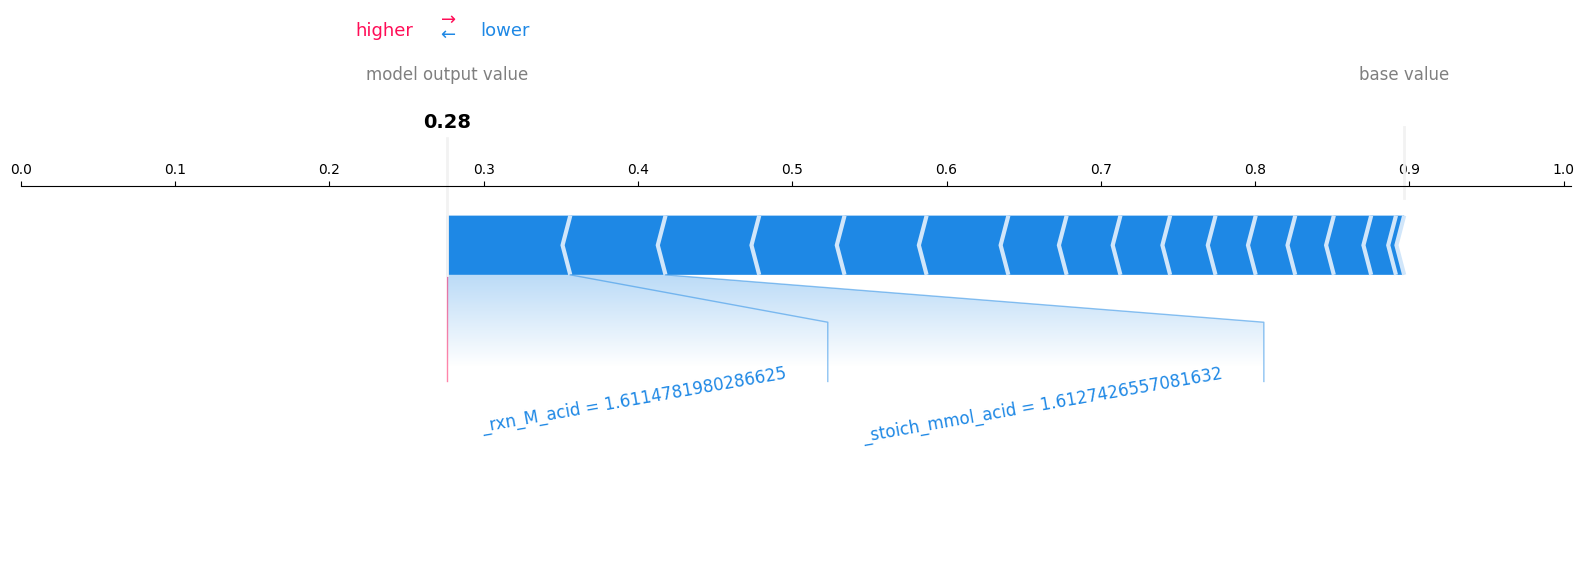 higher → ← lower
model output value base value
0.28
0.0 0.1 0.2 0.3 0.4 0.5 0.6 0.7 0.8 0.9 1.0
_rxn_M_acid = 1.6114781980286625
_stoich_mmol_acid = 1.6127426557081632